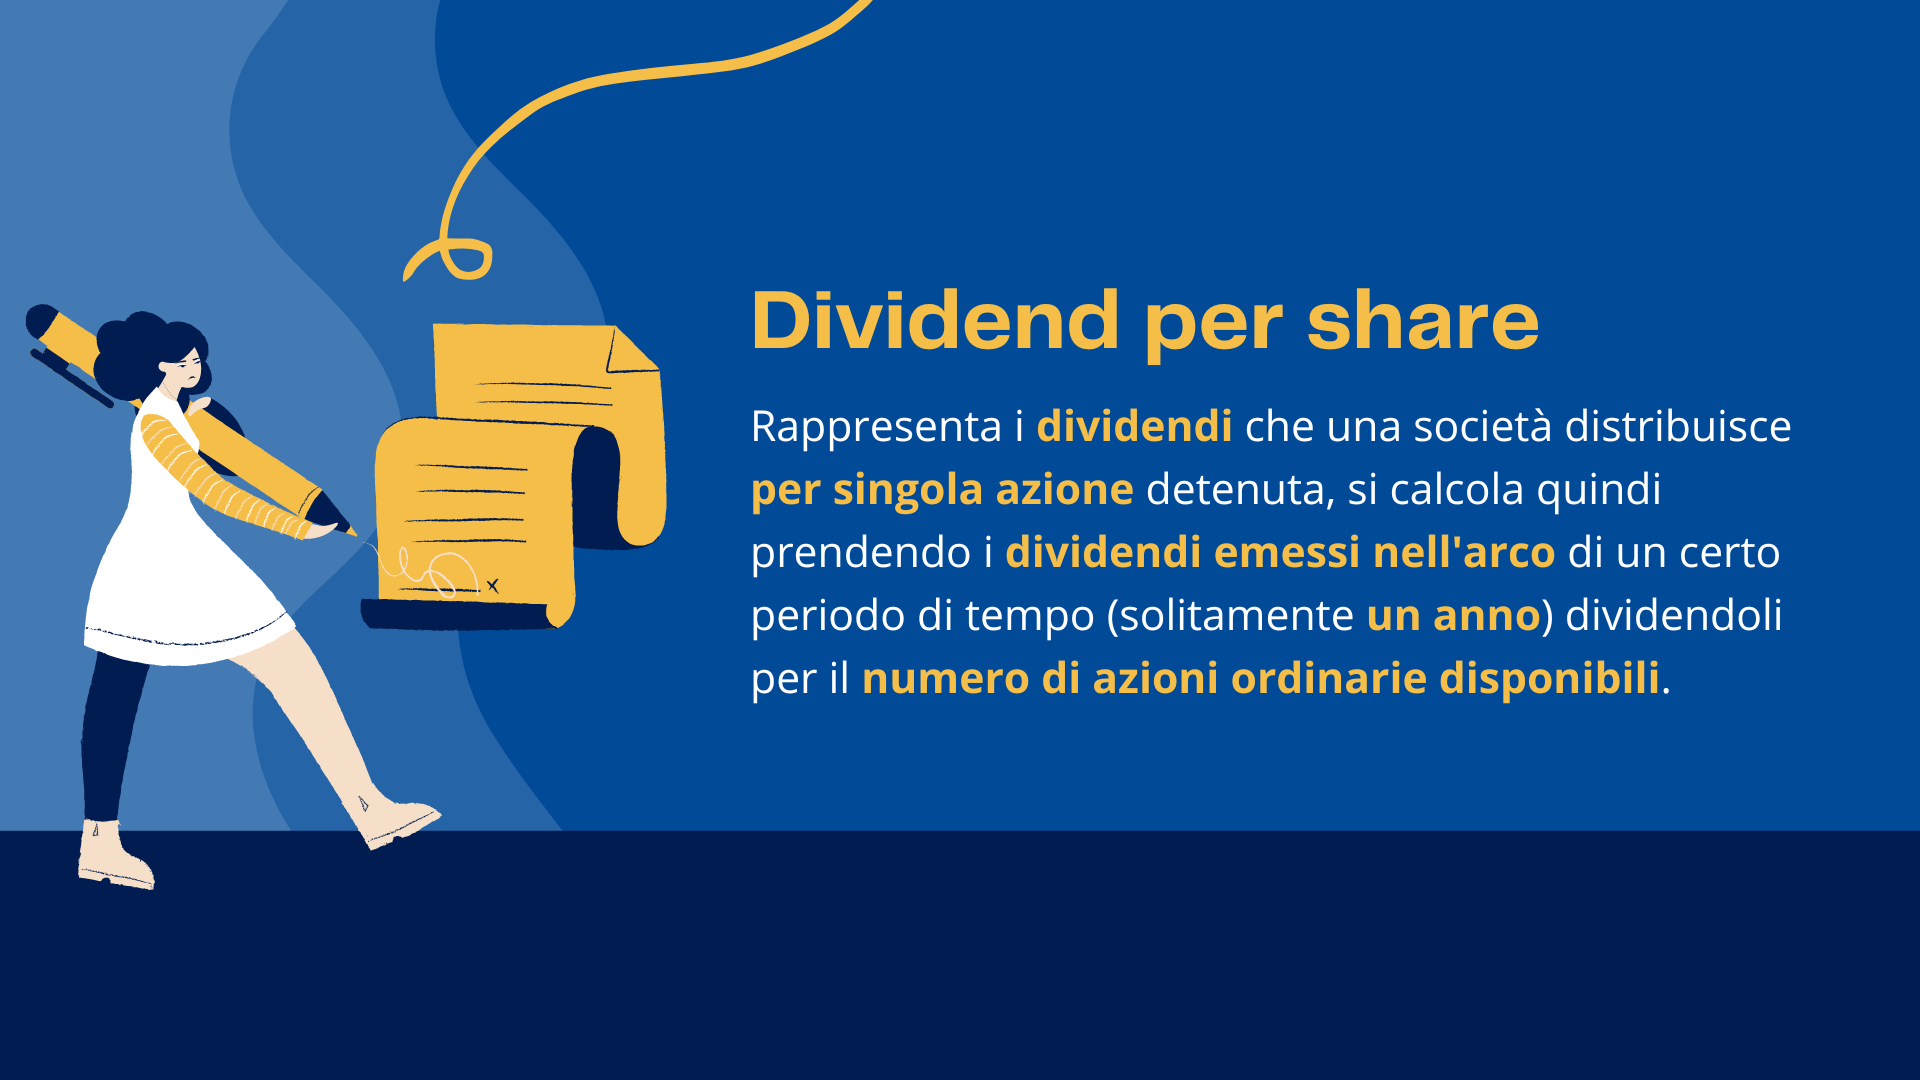 Dividend per share
Rappresenta i dividendi che una società distribuisce
per singola azione detenuta, si calcola quindi
prendendo i dividendi emessi nell'arco di un certo
periodo di tempo (solitamente un anno) dividendoli
per il numero di azioni ordinarie disponibili.